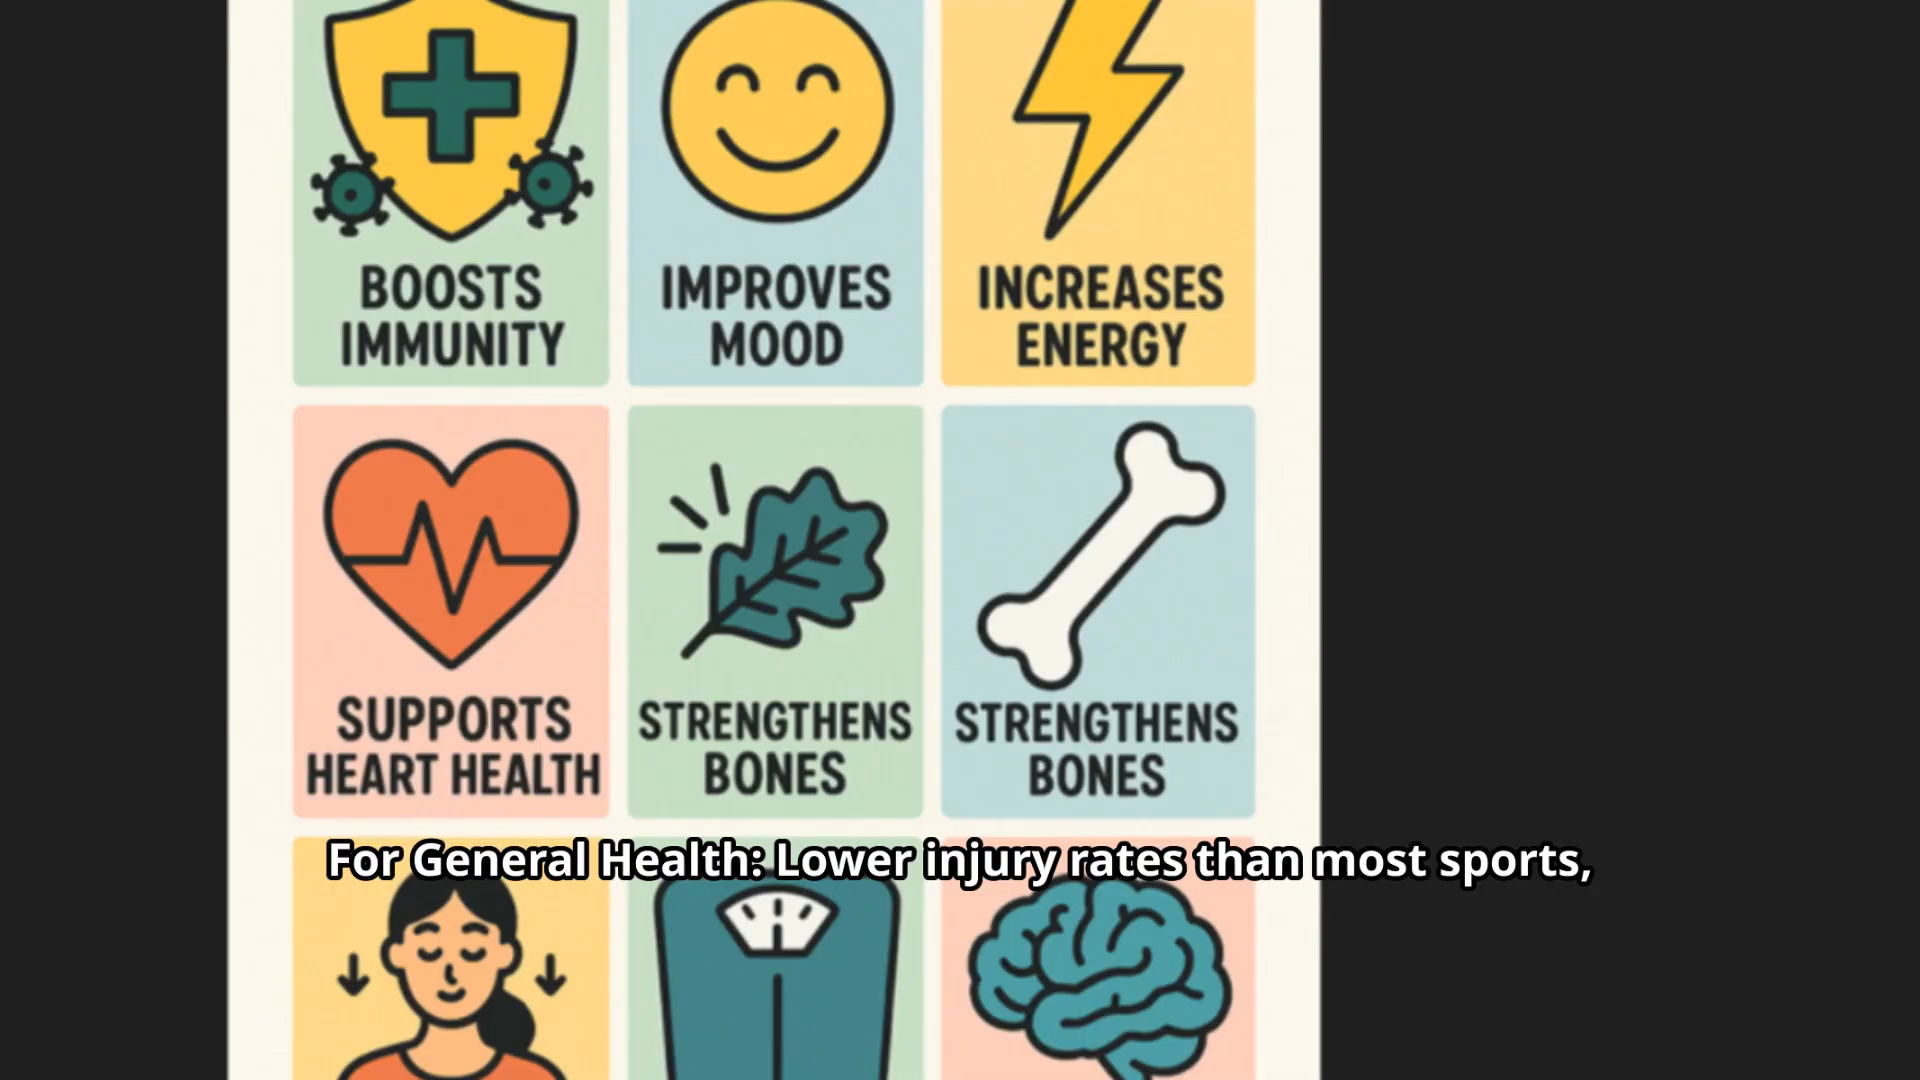 BOOSTS
IMMUNITY
IMPROVES
MOOD
INCREASES
ENERGY
SUPPORTS
HEART HEALTH
STRENGTHENS
BONES
STRENGTHENS
BONES
For General Health: Lower injury rates than most sports,